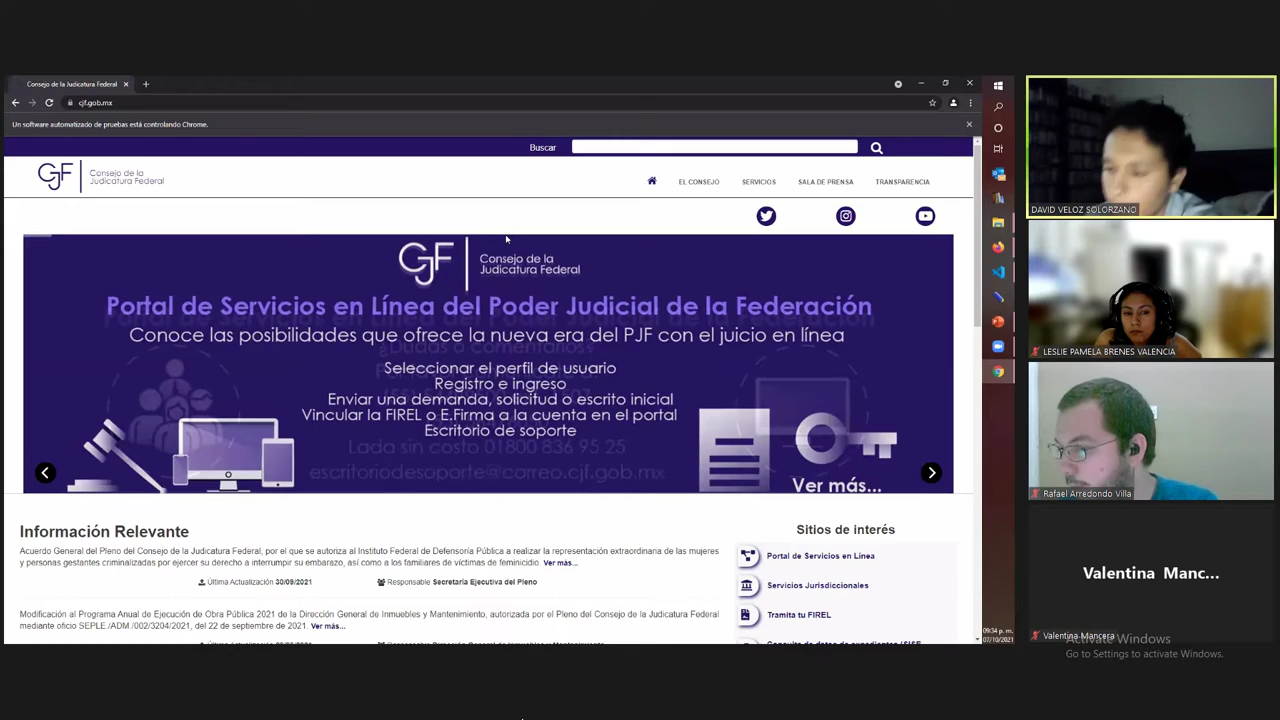 Consejo de la Judicatura Federal
cjf.gob.mx
Un software automatizado de pruebas está controlando Chrome.
Buscar
CJF Consejo de la
Judicatura Federal
EL CONSEJO SERVICIOS SALA DE PRENSA TRANSPARENCIA
CJF Consejo de la
Judicatura Federal
Portal de Servicios en Línea del Poder Judicial de la Federación
Conoce las posibilidades que ofrece la nueva era del PJF con el juicio en línea
¿Dudas o comentarios?
Seleccionar el perfil de usuario
Registro e ingreso
Enviar una demanda, solicitud o escrito inicial
Vincular la FIREL o E.Firma a la cuenta en el portal
Escritorio de soporte
Lada sin costo 01800 836 95 25
escritoriodesoporte@correo.cjf.gob.mx
Ver más...
Información Relevante
Acuerdo General del Pleno del Consejo de la Judicatura Federal, por el que se autoriza al Instituto Federal de Defensoría Pública a realizar la representación extraordinaria de las mujeres
y personas gestantes criminalizadas por ejercer su derecho a interrumpir su embarazo, así como a los familiares de víctimas de feminicidio. Ver más...
Última Actualización 30/09/2021 Responsable Secretaría Ejecutiva del Pleno
Modificación al Programa Anual de Ejecución de Obra Pública 2021 de la Dirección General de Inmuebles y Mantenimiento, autorizada por el Pleno del Consejo de la Judicatura Federal
mediante oficio SEPLE./ADM./002/3204/2021, del 22 de septiembre de 2021. Ver más...
Sitios de interés
Portal de Servicios en Línea
Servicios Jurisdiccionales
Tramita tu FIREL
09:34 p. m.
07/10/2021
DAVID VELOZ SOLORZANO
LESLIE PAMELA BRENES VALENCIA
Rafael Arredondo Villa
Valentina Manc...
Valentina Mancera
Activate Windows
Go to Settings to activate Windows.